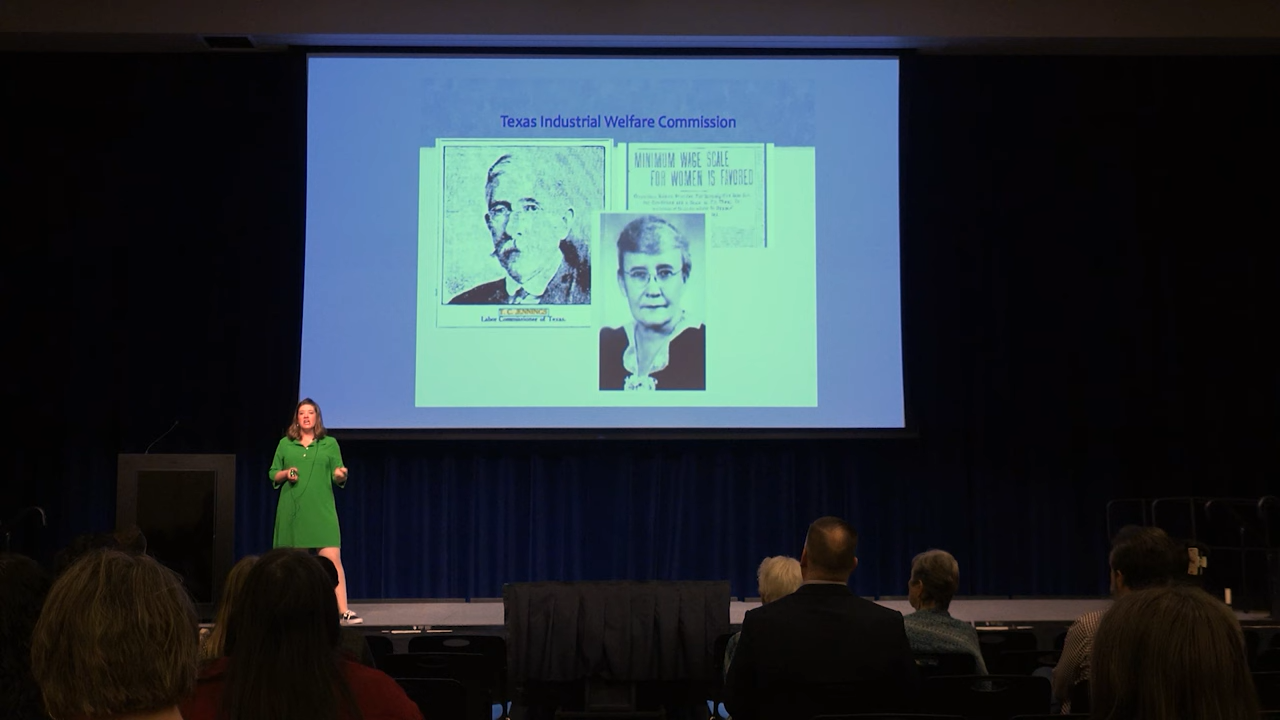 Texas Industrial Welfare Commission
MINIMUM WAGE SCALE
FOR WOMEN IS FAVORED
T. C. JENNINGS
Labor Commissioner of Texas.